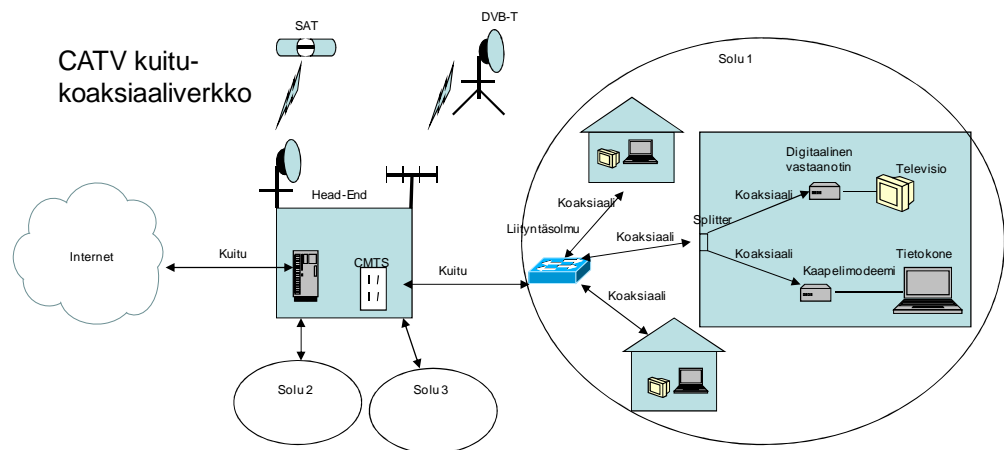 SAT
DVB-T
CATV kuitu-
koaksiaaliverkko
Solu 1
Digitaalinen
vastaanotin
Televisio
Head-End
Koaksiaali
Koaksiaali
Splitter
Liityntäsolmu
Koaksiaali
Internet
Kuitu
CMTS
Kuitu
Koaksiaali
Kaapelimodeemi
Tietokone
Koaksiaali
Solu 2
Solu 3